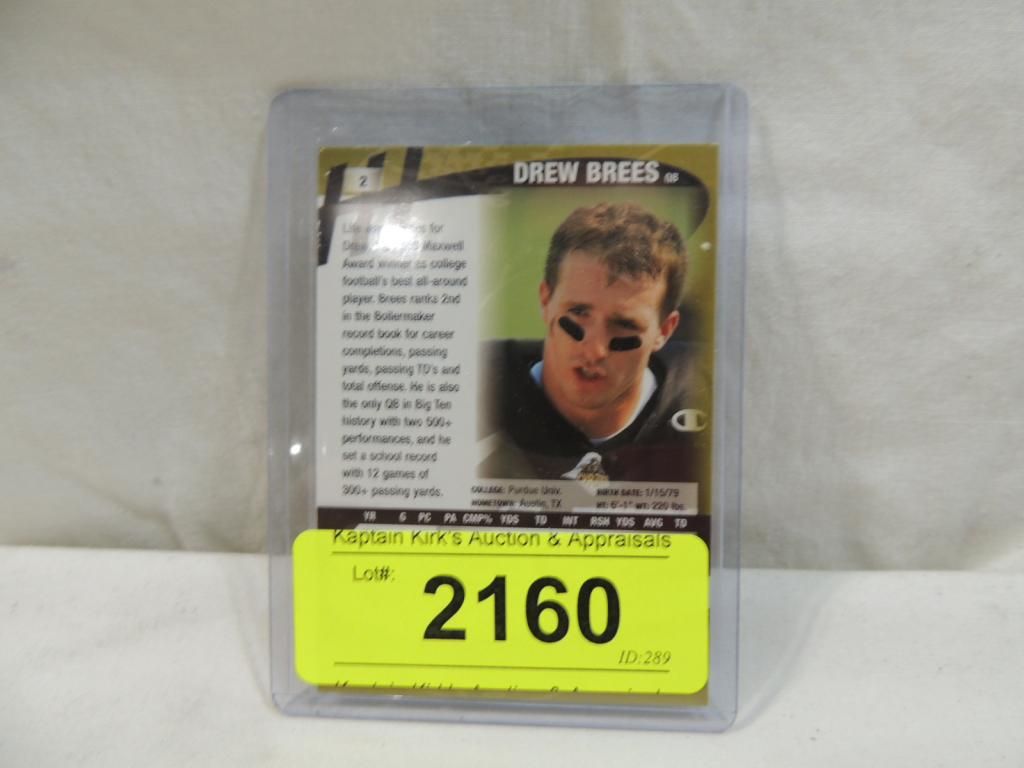 DREW BREES QB
2
for
Maxwell
Award winner as college
football's best all-around
player. Brees ranks 2nd
in the Boilermaker
record book for career
completions, passing
yards, passing TD's and
total offense. He is also
the only QB in Big Ten
history with two 500+
performances, and he
set a school record
with 12 games of
300+ passing yards.
COLLEGE: Purdue Univ.
HOMETOWN: Austin, TX
BIRTH DATE: 1/15/79
HT: 6'-1" WT: 220 lbs.
YR G PC PA CMP% YDS TD INT RSH YDS AVG TD
Kaptain Kirk's Auction & Appraisals
Lot#: 2160
ID:289